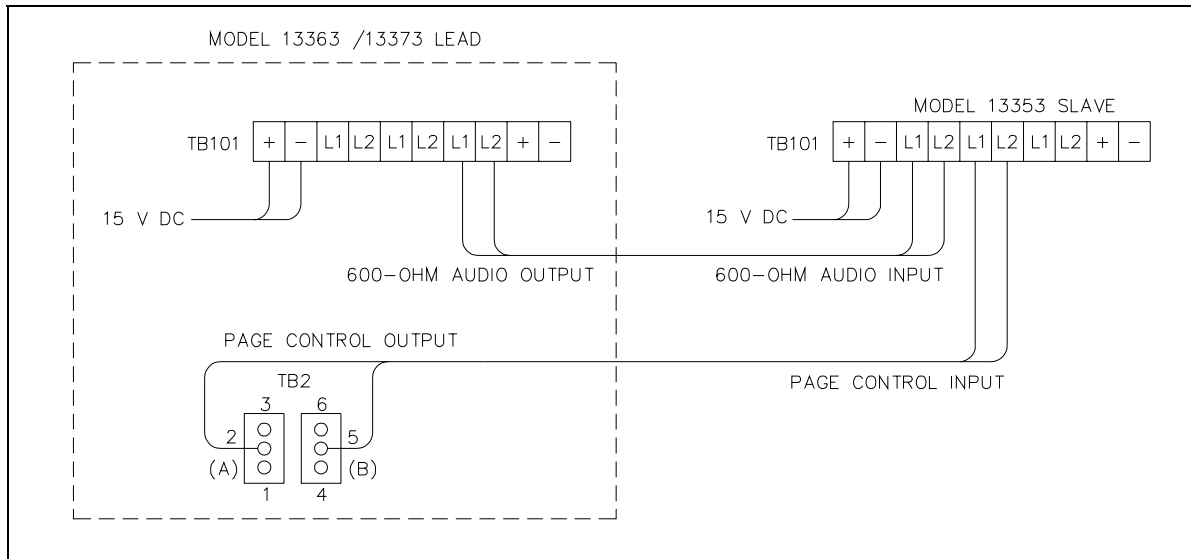 MODEL 13363 /13373 LEAD
MODEL 13353 SLAVE
TB101 + − L1 L2 L1 L2 L1 L2 + −
TB101 + − L1 L2 L1 L2 L1 L2 + −
15 V DC
15 V DC
600−OHM AUDIO OUTPUT
600−OHM AUDIO INPUT
PAGE CONTROL OUTPUT
PAGE CONTROL INPUT
TB2
3 6
2 5
(A) (B)
1 4